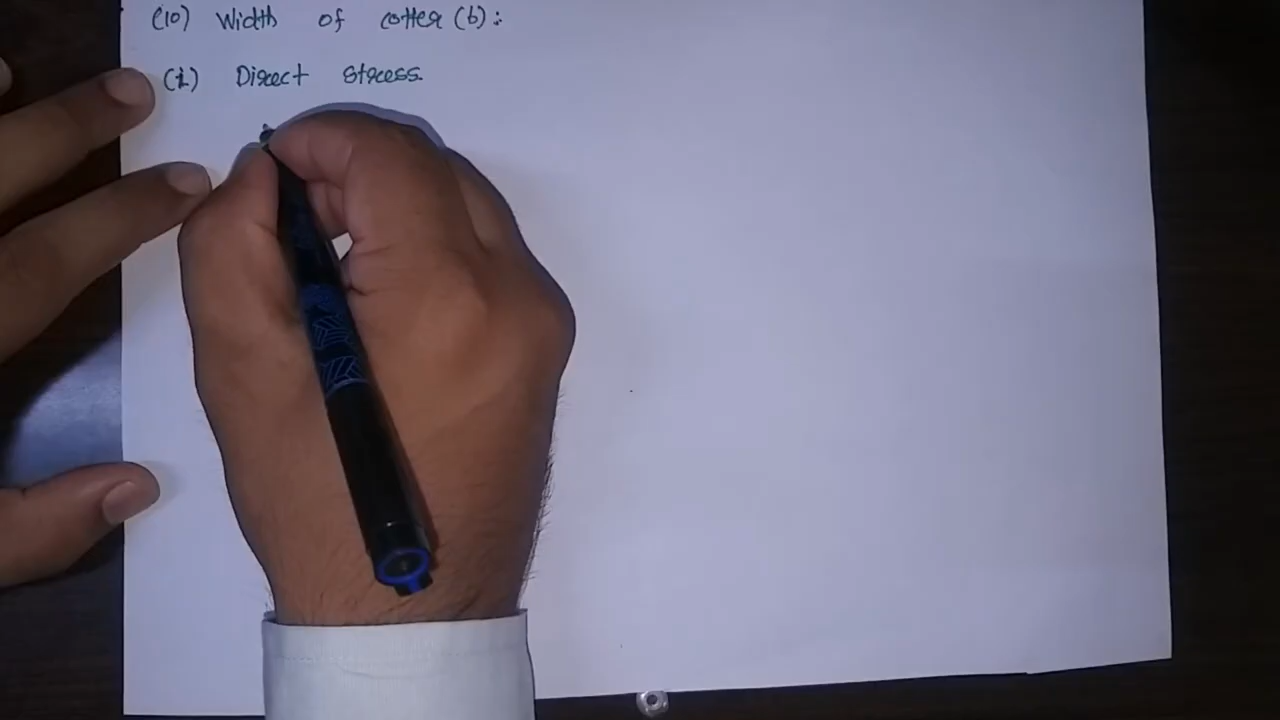 (10) Width of cotter (b):
(i) Direct stress